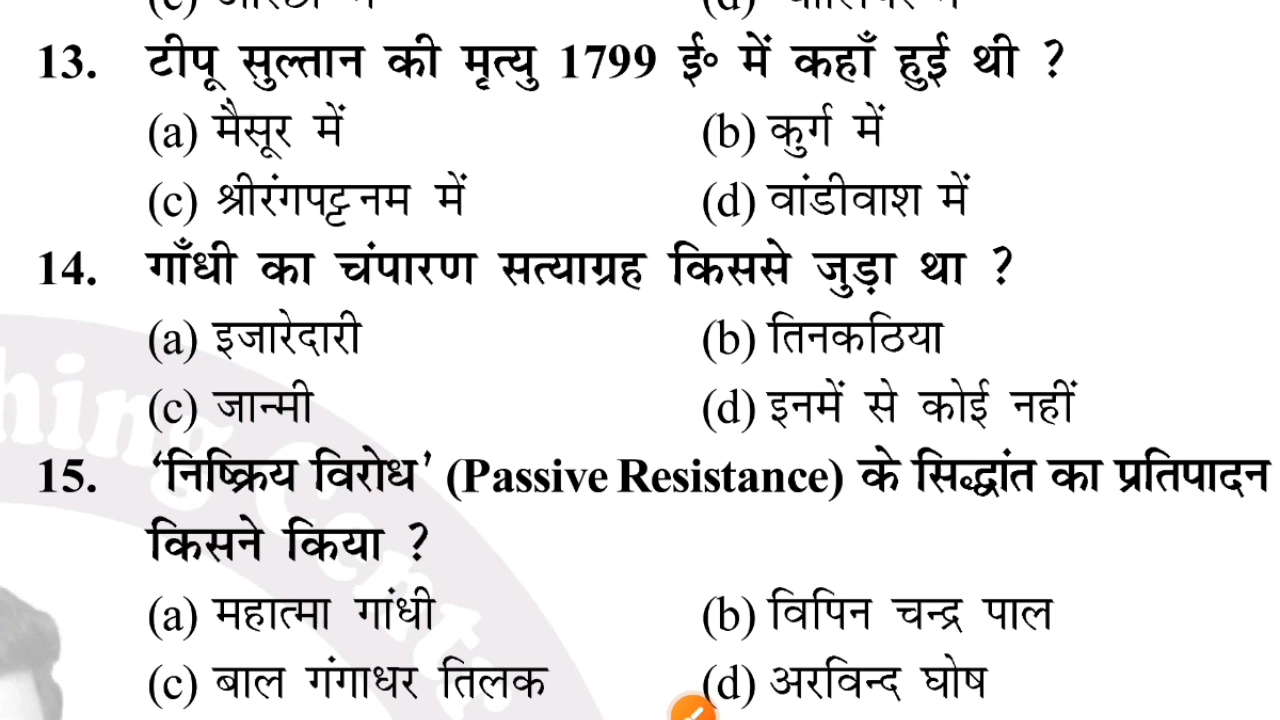 13. टीपू सुल्तान की मृत्यु 1799 ई॰ में कहाँ हुई थी ?
(a) मैसूर में (b) कुर्ग में
(c) श्रीरंगपट्टनम में (d) वांडीवाश में
14. गाँधी का चंपारण सत्याग्रह किससे जुड़ा था ?
(a) इजारेदारी (b) तिनकठिया
(c) जान्मी (d) इनमें से कोई नहीं
15. ‘निष्क्रिय विरोध’ (Passive Resistance) के सिद्धांत का प्रतिपादन
किसने किया ?
(a) महात्मा गांधी (b) विपिन चन्द्र पाल
(c) बाल गंगाधर तिलक (d) अरविन्द घोष